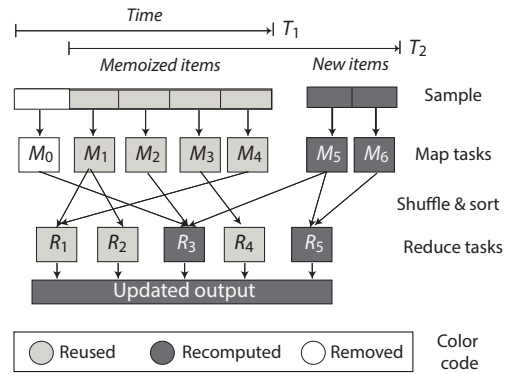 Time
T1
T2
Memoized items
New items
Sample
M0 M1 M2 M3 M4 M5 M6 Map tasks
Shuffle & sort
R1 R2 R3 R4 R5 Reduce tasks
Updated output
Reused Recomputed Removed
Color
code